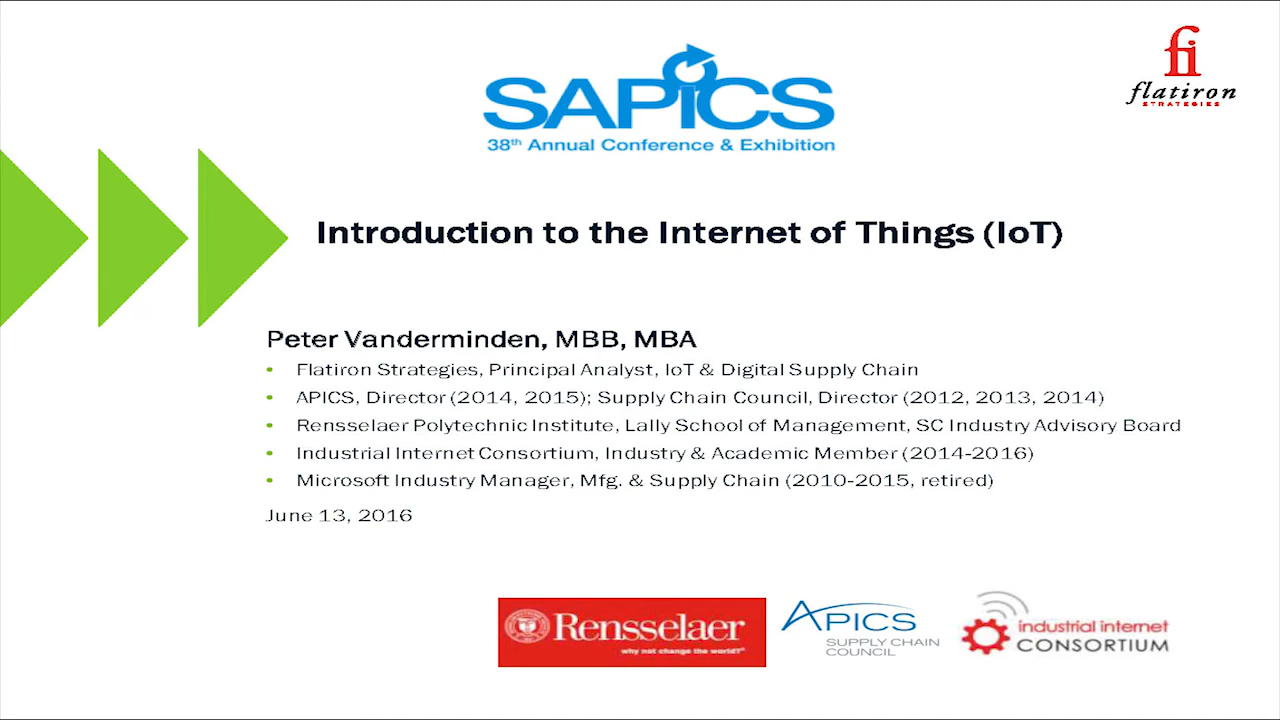 SAPICS
38th Annual Conference & Exhibition
fi
flatiron
STRATEGIES
Introduction to the Internet of Things (IoT)
Peter Vanderminden, MBB, MBA
• Flatiron Strategies, Principal Analyst, IoT & Digital Supply Chain
• APICS, Director (2014, 2015); Supply Chain Council, Director (2012, 2013, 2014)
• Rensselaer Polytechnic Institute, Lally School of Management, SC Industry Advisory Board
• Industrial Internet Consortium, Industry & Academic Member (2014-2016)
• Microsoft Industry Manager, Mfg. & Supply Chain (2010-2015, retired)
June 13, 2016
Rensselaer
why not change the world?®
APICS
SUPPLY CHAIN
COUNCIL
industrial internet
CONSORTIUM